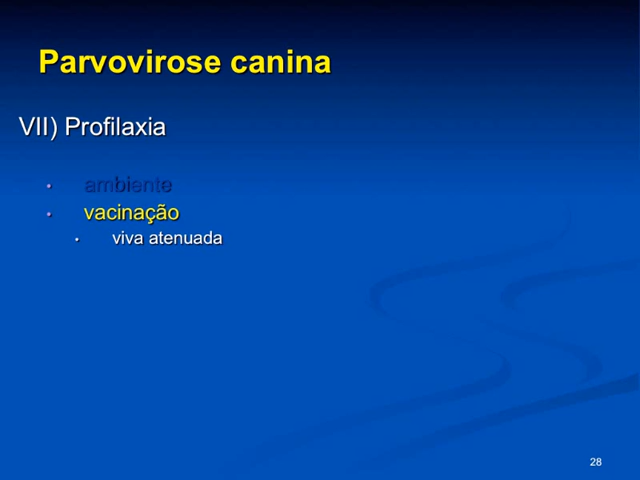 Parvovirose canina
VII) Profilaxia
• ambiente
• vacinação
• viva atenuada
28